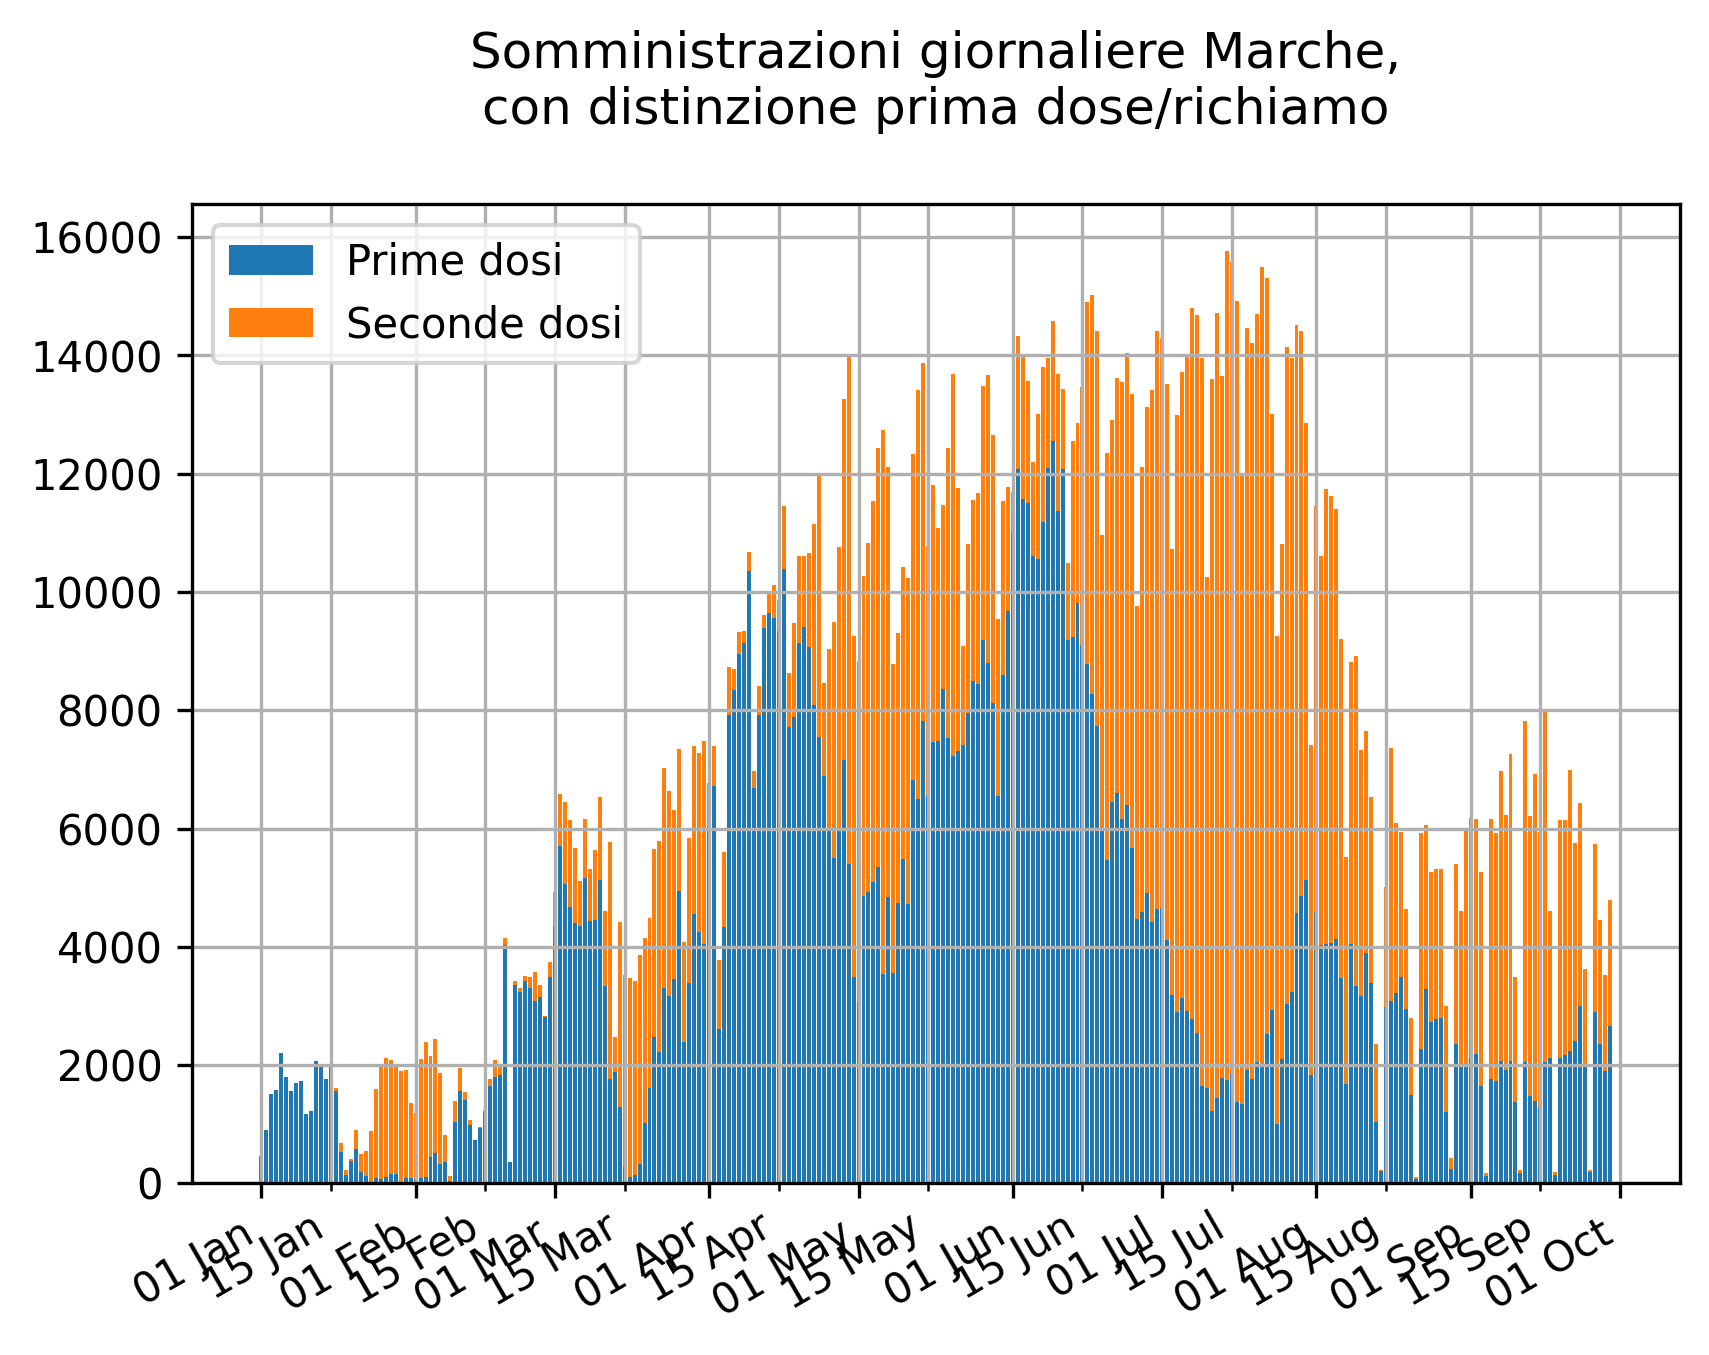 Somministrazioni giornaliere Marche,
con distinzione prima dose/richiamo
16000
14000
12000
10000
8000
6000
4000
2000
0
Prime dosi
Seconde dosi
01 Jan
15 Jan
01 Feb
15 Feb
01 Mar
15 Mar
01 Apr
15 Apr
01 May
15 May
01 Jun
15 Jun
01 Jul
15 Jul
01 Aug
15 Aug
01 Sep
15 Sep
01 Oct